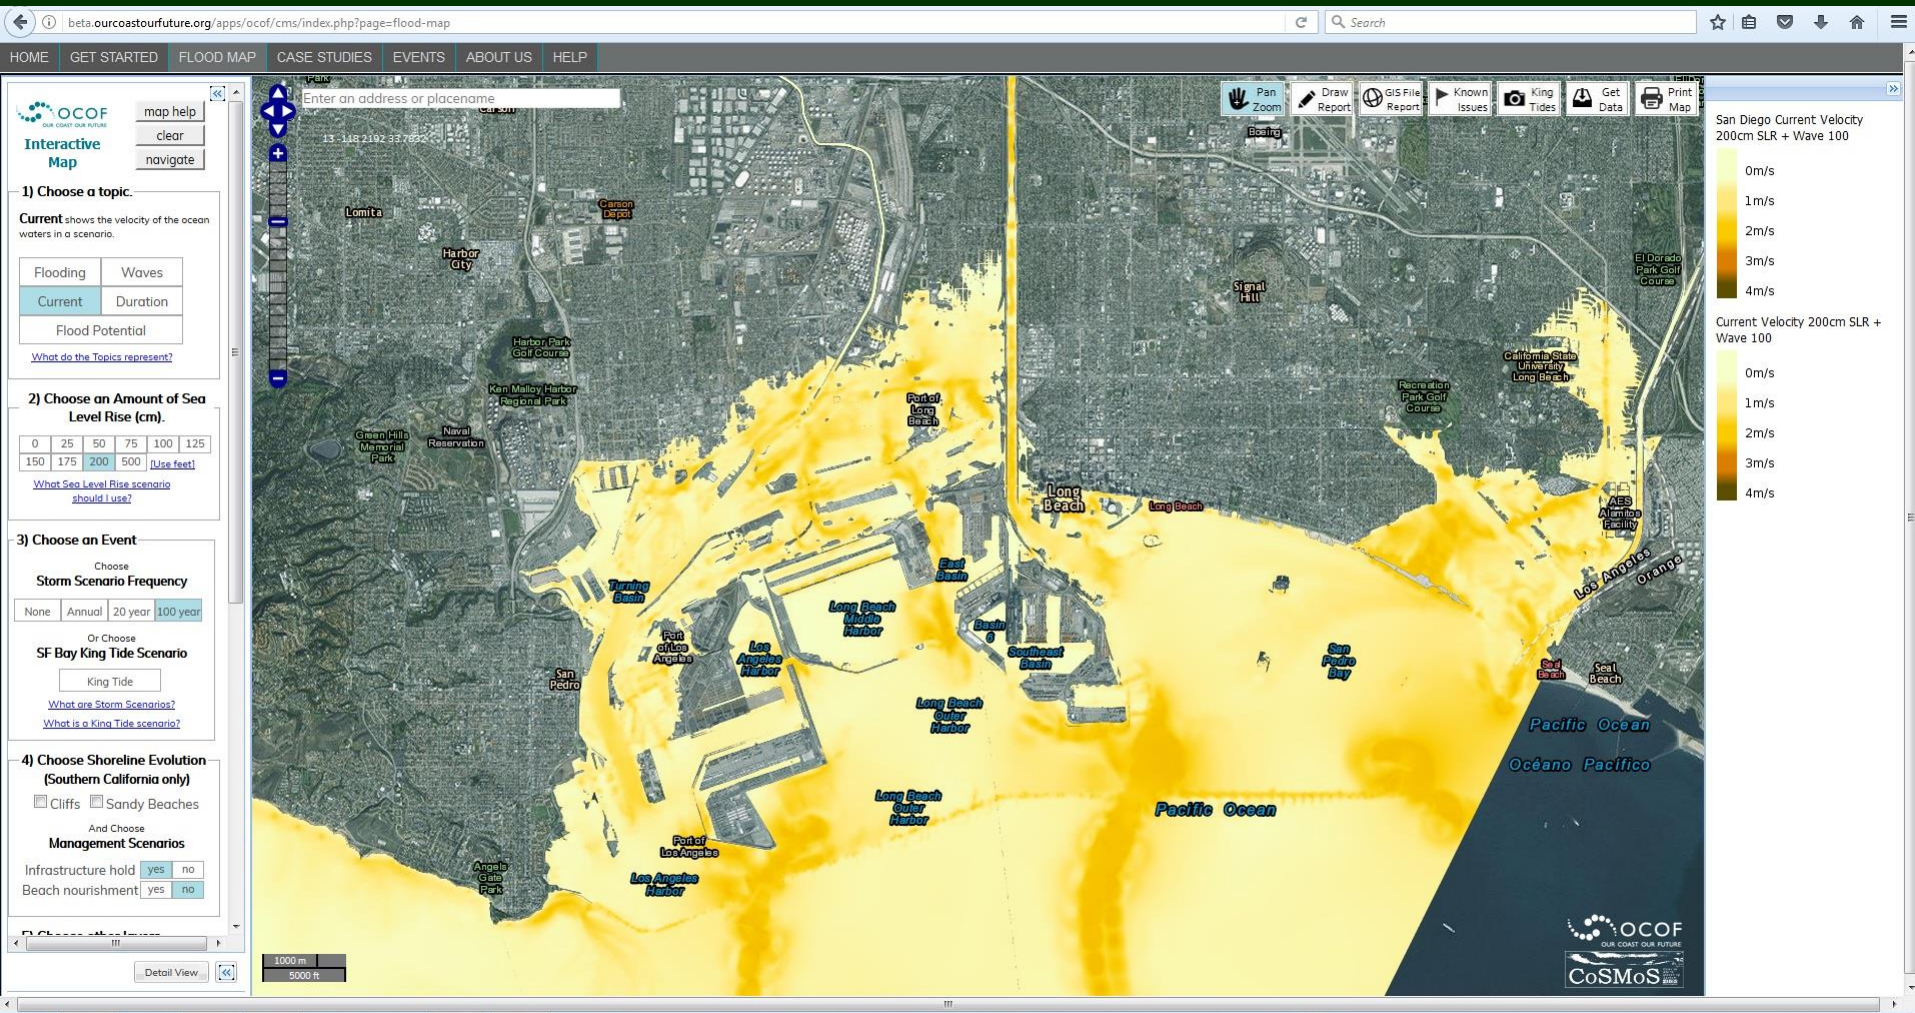 beta.ourcoastourfuture.org/apps/ocof/cms/index.php?page=flood-map
Search
HOME
GET STARTED
FLOOD MAP
CASE STUDIES
EVENTS
ABOUT US
HELP
OCOF
OUR COAST OUR FUTURE
Interactive
Map
map help
clear
navigate
1) Choose a topic.
Current shows the velocity of the ocean
waters in a scenario.
Flooding
Waves
Current
Duration
Flood Potential
What do the Topics represent?
2) Choose an Amount of Sea
Level Rise (cm).
0 25 50 75 100 125
150 175 200 500 [Use feet]
What Sea Level Rise scenario
should I use?
3) Choose an Event
Choose
Storm Scenario Frequency
None Annual 20 year 100 year
Or Choose
SF Bay King Tide Scenario
King Tide
What are Storm Scenarios?
What is a King Tide scenario?
4) Choose Shoreline Evolution
(Southern California only)
Cliffs Sandy Beaches
And Choose
Management Scenarios
Infrastructure hold yes no
Beach nourishment yes no
Detail View
Enter an address or placename
Park
Carson
Pan
Zoom
Draw
Report
GIS File
Report
Known
Issues
King
Tides
Get
Data
Print
Map
Boeing
Lomita
Carson
Depot
Harbor
City
Signal
Hill
El Dorado
Park Golf
Course
Harbor Park
Golf Course
Ken Malloy Harbor
Regional Park
Port of
Long
Beach
California State
University
Long Beach
Recreation
Park Golf
Course
Green Hills
Memorial
Park
Naval
Reservation
Long
Beach
Long Beach
AES
Alamitos
Facility
Los Angeles
Orange
Turning
Basin
East
Basin
Long Beach
Middle
Harbor
Basin
6
Southeast
Basin
Port
of Los
Angeles
Los
Angeles
Harbor
San
Pedro
San
Pedro
Bay
Seal
Beach
Seal
Beach
Long Beach
Outer
Harbor
Pacific Ocean
Océano Pacífico
Long Beach
Outer
Harbor
Pacific Ocean
Port of
Los Angeles
Los Angeles
Harbor
Angels
Gate
Park
1000 m
5000 ft
OCOF
OUR COAST OUR FUTURE
CoSMoS
San Diego Current Velocity
200cm SLR + Wave 100
0m/s
1m/s
2m/s
3m/s
4m/s
Current Velocity 200cm SLR +
Wave 100
0m/s
1m/s
2m/s
3m/s
4m/s